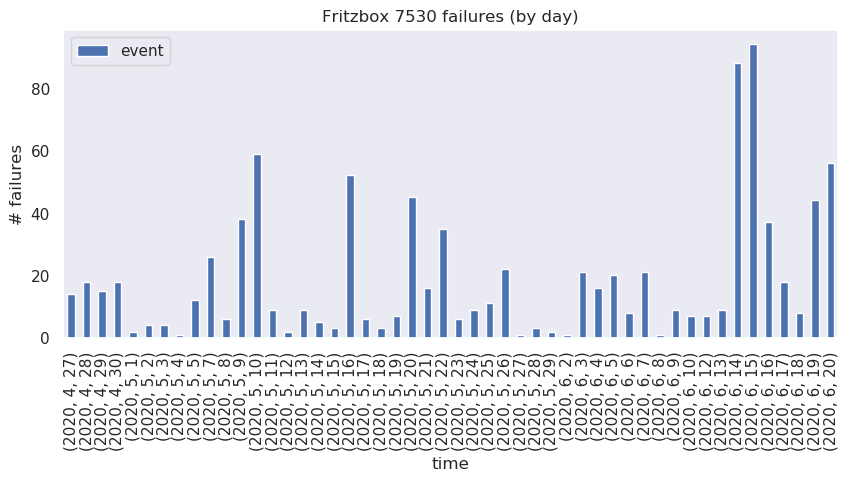 Fritzbox 7530 failures (by day)
event
# failures
80
60
40
20
0
(2020, 4, 27)
(2020, 4, 28)
(2020, 4, 29)
(2020, 4, 30)
(2020, 5, 1)
(2020, 5, 2)
(2020, 5, 3)
(2020, 5, 4)
(2020, 5, 5)
(2020, 5, 7)
(2020, 5, 8)
(2020, 5, 9)
(2020, 5, 10)
(2020, 5, 11)
(2020, 5, 12)
(2020, 5, 13)
(2020, 5, 14)
(2020, 5, 15)
(2020, 5, 16)
(2020, 5, 17)
(2020, 5, 18)
(2020, 5, 19)
(2020, 5, 20)
(2020, 5, 21)
(2020, 5, 22)
(2020, 5, 23)
(2020, 5, 24)
(2020, 5, 25)
(2020, 5, 26)
(2020, 5, 27)
(2020, 5, 28)
(2020, 5, 29)
(2020, 6, 2)
(2020, 6, 3)
(2020, 6, 4)
(2020, 6, 5)
(2020, 6, 6)
(2020, 6, 7)
(2020, 6, 8)
(2020, 6, 9)
(2020, 6, 10)
(2020, 6, 12)
(2020, 6, 13)
(2020, 6, 14)
(2020, 6, 15)
(2020, 6, 16)
(2020, 6, 17)
(2020, 6, 18)
(2020, 6, 19)
(2020, 6, 20)
time